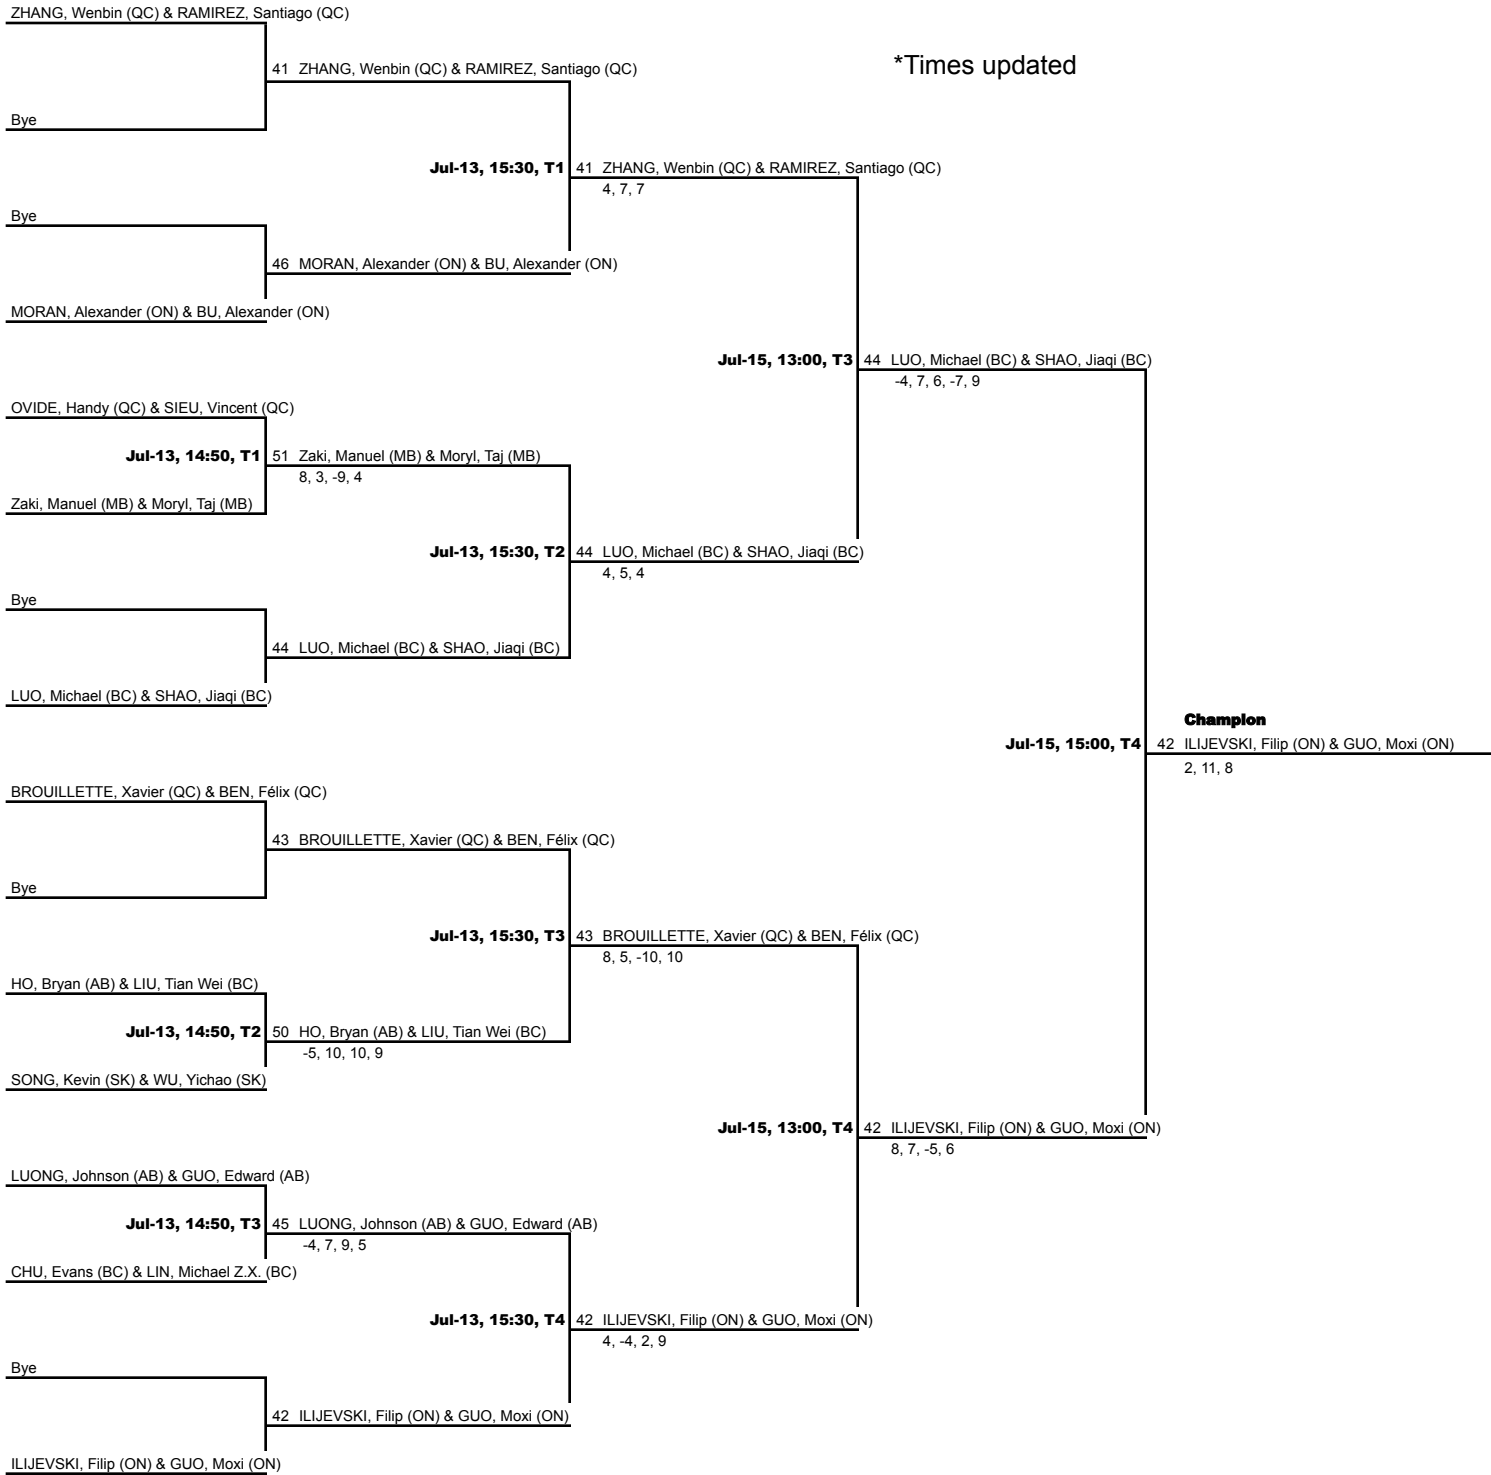 ZHANG, Wenbin (QC) & RAMIREZ, Santiago (QC)
*Times updated
41 ZHANG, Wenbin (QC) & RAMIREZ, Santiago (QC)
Bye
Jul-13, 15:30, T1
41 ZHANG, Wenbin (QC) & RAMIREZ, Santiago (QC)
4, 7, 7
Bye
46 MORAN, Alexander (ON) & BU, Alexander (ON)
MORAN, Alexander (ON) & BU, Alexander (ON)
Jul-15, 13:00, T3
44 LUO, Michael (BC) & SHAO, Jiaqi (BC)
-4, 7, 6, -7, 9
OVIDE, Handy (QC) & SIEU, Vincent (QC)
Jul-13, 14:50, T1
51 Zaki, Manuel (MB) & Moryl, Taj (MB)
8, 3, -9, 4
Zaki, Manuel (MB) & Moryl, Taj (MB)
Jul-13, 15:30, T2
44 LUO, Michael (BC) & SHAO, Jiaqi (BC)
4, 5, 4
Bye
44 LUO, Michael (BC) & SHAO, Jiaqi (BC)
LUO, Michael (BC) & SHAO, Jiaqi (BC)
Champion
Jul-15, 15:00, T4
42 ILIJEVSKI, Filip (ON) & GUO, Moxi (ON)
2, 11, 8
BROUILLETTE, Xavier (QC) & BEN, Félix (QC)
43 BROUILLETTE, Xavier (QC) & BEN, Félix (QC)
Bye
Jul-13, 15:30, T3
43 BROUILLETTE, Xavier (QC) & BEN, Félix (QC)
8, 5, -10, 10
HO, Bryan (AB) & LIU, Tian Wei (BC)
Jul-13, 14:50, T2
50 HO, Bryan (AB) & LIU, Tian Wei (BC)
-5, 10, 10, 9
SONG, Kevin (SK) & WU, Yichao (SK)
Jul-15, 13:00, T4
42 ILIJEVSKI, Filip (ON) & GUO, Moxi (ON)
8, 7, -5, 6
LUONG, Johnson (AB) & GUO, Edward (AB)
Jul-13, 14:50, T3
45 LUONG, Johnson (AB) & GUO, Edward (AB)
-4, 7, 9, 5
CHU, Evans (BC) & LIN, Michael Z.X. (BC)
Jul-13, 15:30, T4
42 ILIJEVSKI, Filip (ON) & GUO, Moxi (ON)
4, -4, 2, 9
Bye
42 ILIJEVSKI, Filip (ON) & GUO, Moxi (ON)
ILIJEVSKI, Filip (ON) & GUO, Moxi (ON)